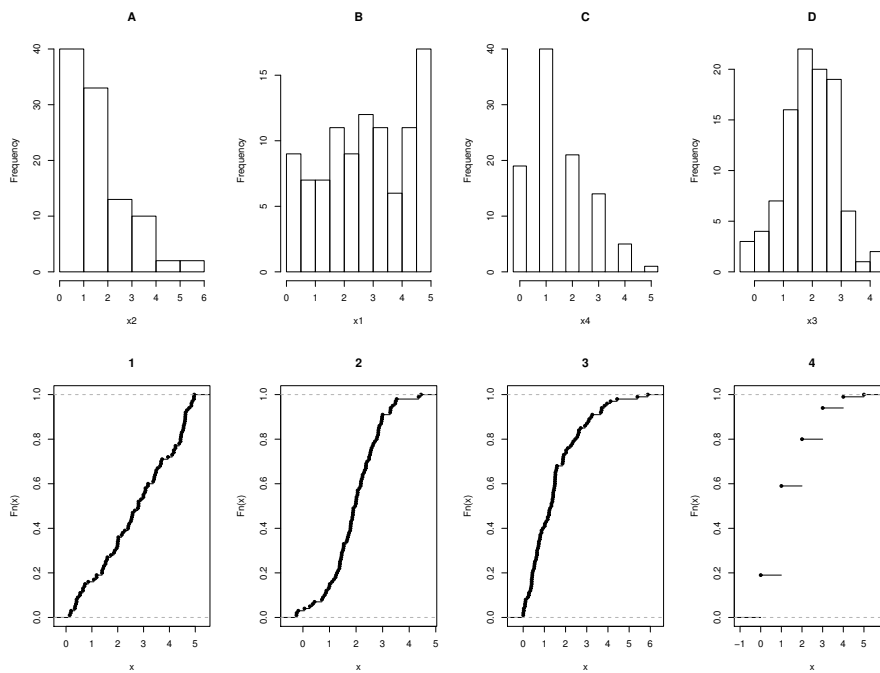 A
B
C
D
Frequency
0 10 20 30 40
0 1 2 3 4 5 6
x2
Frequency
0 5 10 15
0 1 2 3 4 5
x1
Frequency
0 10 20 30 40
0 1 2 3 4 5
x4
Frequency
0 5 10 15 20
0 1 2 3 4
x3
1
2
3
4
Fn(x)
0.0 0.2 0.4 0.6 0.8 1.0
0 1 2 3 4 5
x
Fn(x)
0.0 0.2 0.4 0.6 0.8 1.0
0 1 2 3 4 5
x
Fn(x)
0.0 0.2 0.4 0.6 0.8 1.0
0 1 2 3 4 5 6
x
Fn(x)
0.0 0.2 0.4 0.6 0.8 1.0
−1 0 1 2 3 4 5
x